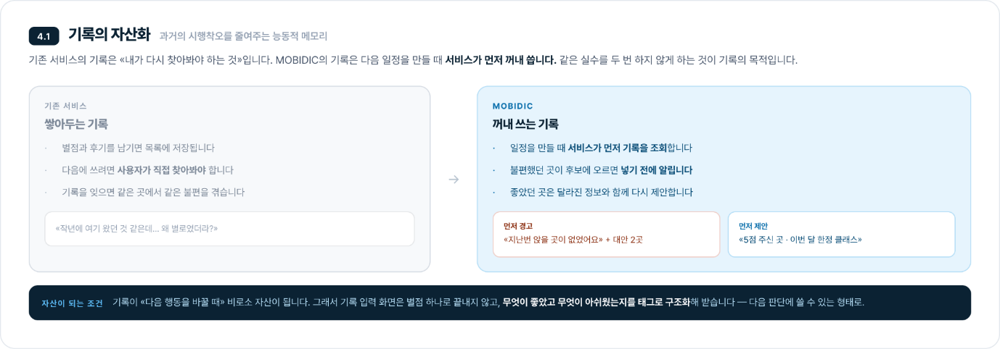 4.1 기록의 자산화 과거의 시행착오를 줄여주는 능동적 메모리
기존 서비스의 기록은 «내가 다시 찾아봐야 하는 것»입니다. MOBIDIC의 기록은 다음 일정을 만들 때 서비스가 먼저 꺼내 씁니다. 같은 실수를 두 번 하지 않게 하는 것이 기록의 목적입니다.
기존 서비스
쌓아두는 기록
· 별점과 후기를 남기면 목록에 저장됩니다
· 다음에 쓰려면 사용자가 직접 찾아봐야 합니다
· 기록을 잊으면 같은 곳에서 같은 불편을 겪습니다
«작년에 여기 왔던 것 같은데... 왜 별로였더라?»
→
MOBIDIC
꺼내 쓰는 기록
· 일정을 만들 때 서비스가 먼저 기록을 조회합니다
· 불편했던 곳이 후보에 오르면 넣기 전에 알립니다
· 좋았던 곳은 달라진 정보와 함께 다시 제안합니다
먼저 경고
«지난번 앉을 곳이 없었어요» + 대안 2곳
먼저 제안
«5점 주신 곳 · 이번 달 한정 클래스»
자산이 되는 조건 기록이 «다음 행동을 바꿀 때» 비로소 자산이 됩니다. 그래서 기록 입력 화면은 별점 하나로 끝내지 않고, 무엇이 좋았고 무엇이 아쉬웠는지를 태그로 구조화해 받습니다 — 다음 판단에 쓸 수 있는 형태로.